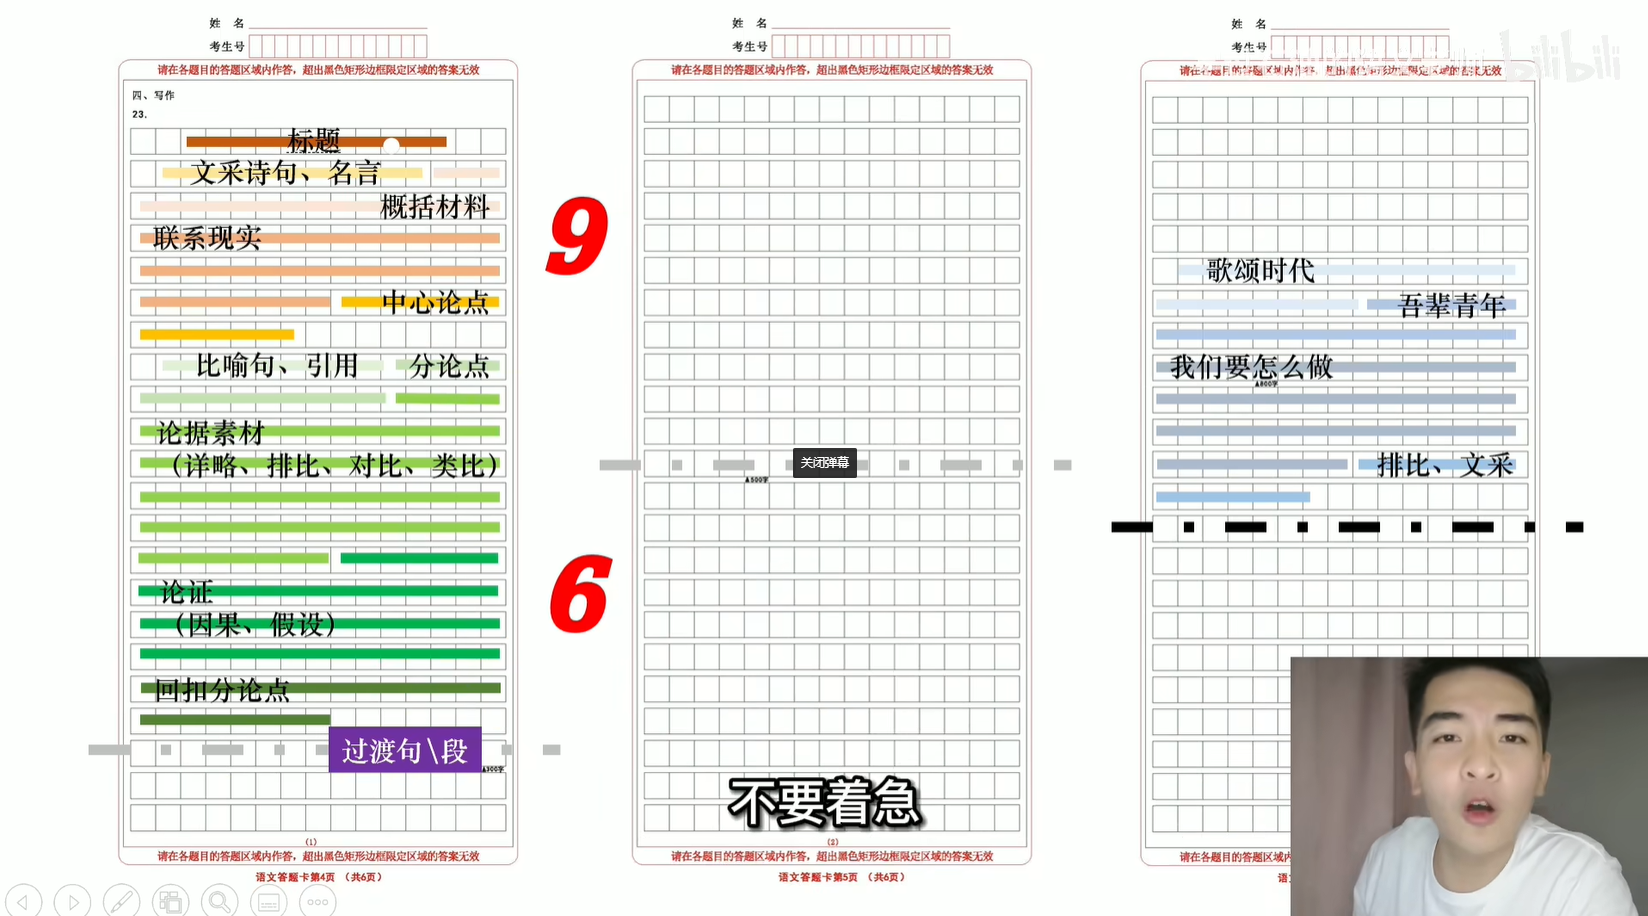 姓 名
考生号
请在各题目的答题区域内作答，超出黑色矩形边框限定区域的答案无效
四、写作
23.
标题
文采诗句、名言
概括材料
联系现实
中心论点
比喻句、引用 分论点
论据素材
（详略、排比、对比、类比）
论证
（因果、假设）
回扣分论点
过渡句\段
▲300字
(1)
请在各题目的答题区域内作答，超出黑色矩形边框限定区域的答案无效
语文答题卡第4页 （共6页）
9
6
姓 名
考生号
请在各题目的答题区域内作答，超出黑色矩形边框限定区域的答案无效
关闭弹幕
▲500字
不要着急
(2)
请在各题目的答题区域内作答，超出黑色矩形边框限定区域的答案无效
语文答题卡第5页 （共6页）
姓 名
考生号
bilibili
请在各题目的答题区域内作答，超出黑色矩形边框限定区域的答案无效
歌颂时代
吾辈青年
我们要怎么做
▲800字
排比、文采
请在各题目的答题区域内
语